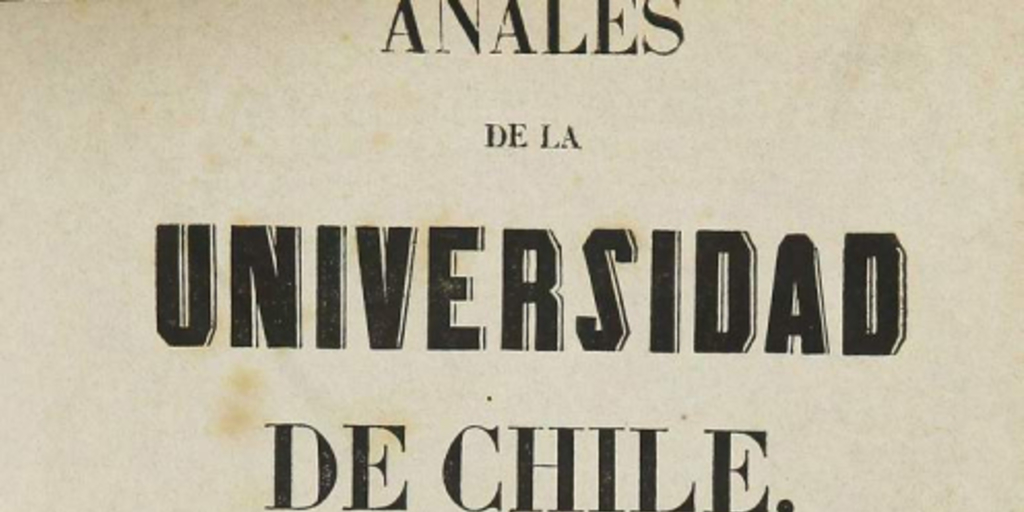 ANALES
DE LA
UNIVERSIDAD
DE CHILE.